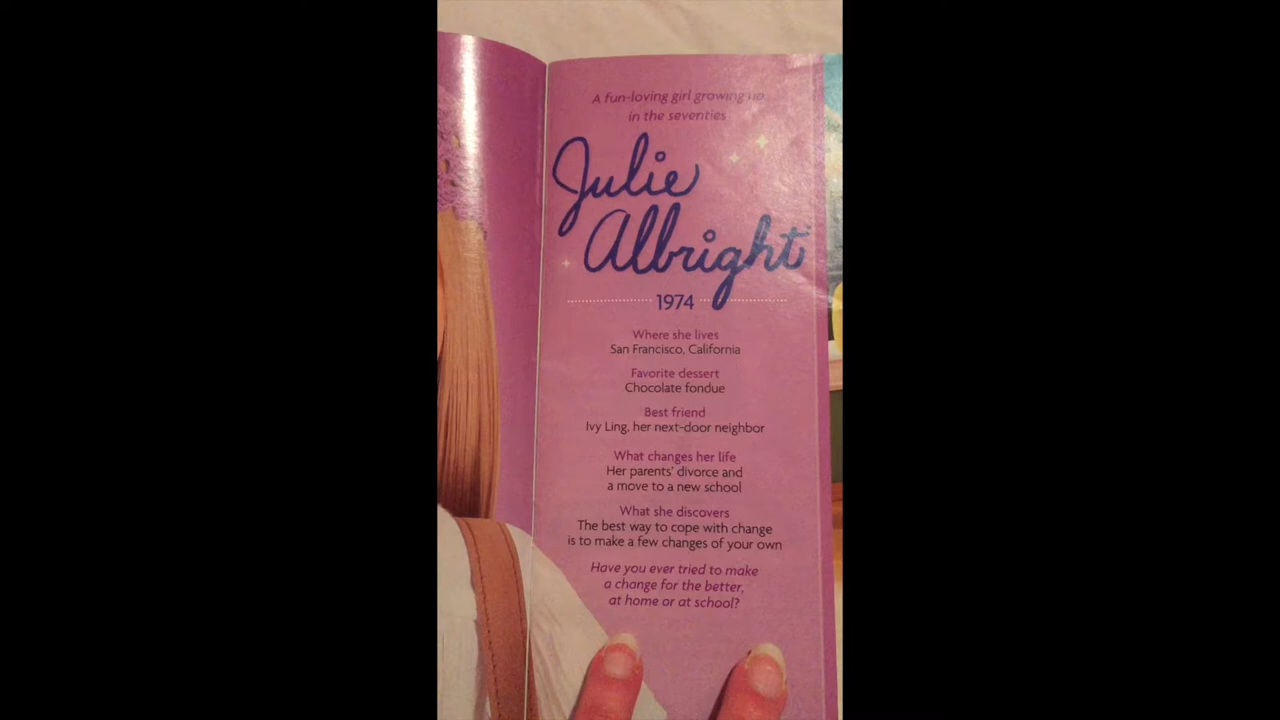 A fun-loving girl growing up
in the seventies
Julie
Albright
1974
Where she lives
San Francisco, California
Favorite dessert
Chocolate fondue
Best friend
Ivy Ling, her next-door neighbor
What changes her life
Her parents' divorce and
a move to a new school
What she discovers
The best way to cope with change
is to make a few changes of your own
Have you ever tried to make
a change for the better,
at home or at school?